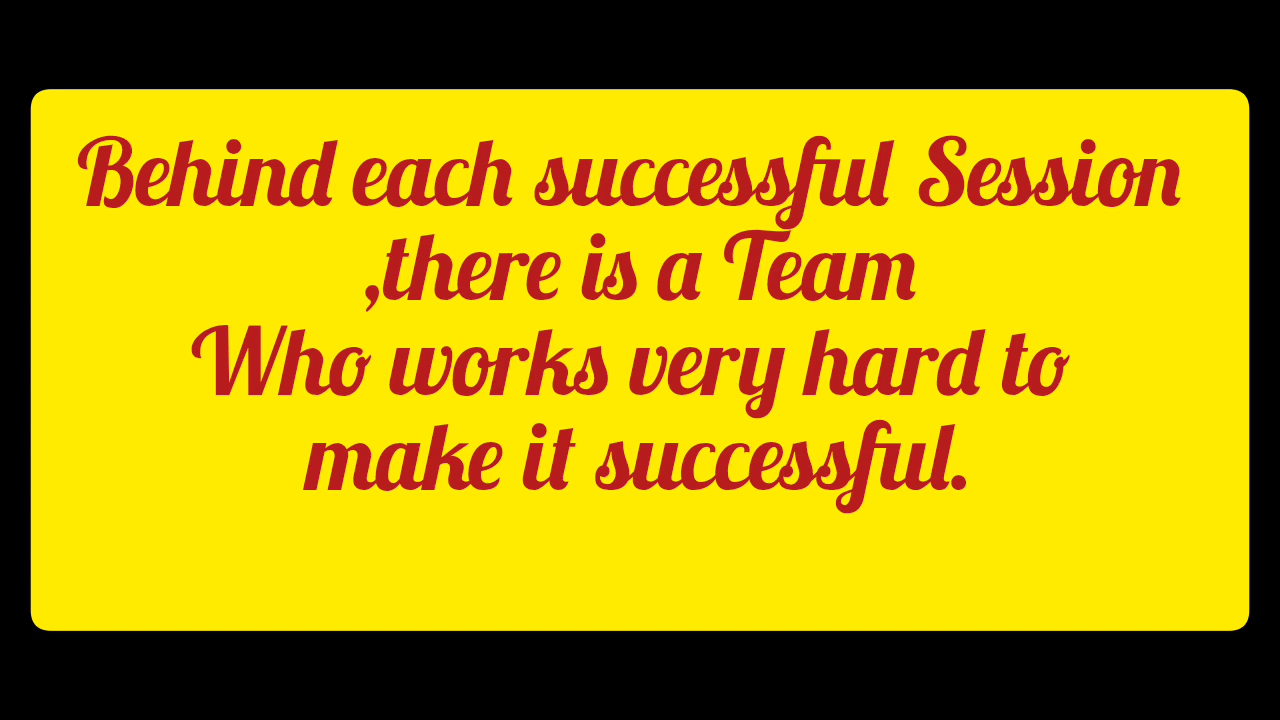 Behind each successful Session
,there is a Team
Who works very hard to
make it successful.